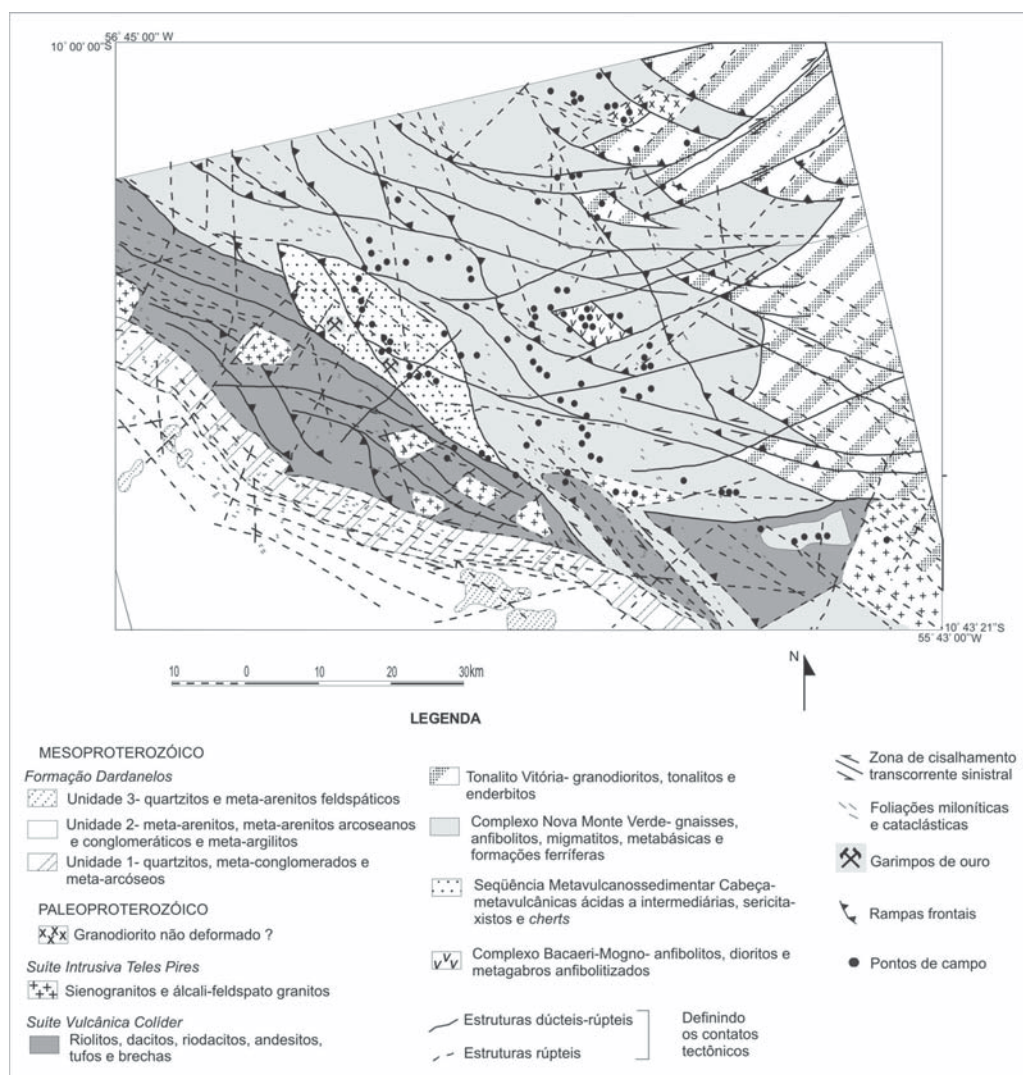 56° 45' 00'' W
10° 00' 00''S
10° 43' 21''S
55° 43' 00''W
N
10 0 10 20 30km
LEGENDA
MESOPROTEROZÓICO
Formação Dardanelos
Unidade 3- quartzitos e meta-arenitos feldspáticos
Unidade 2- meta-arenitos, meta-arenitos arcoseanos
e conglomeráticos e meta-argilitos
Unidade 1- quartzitos, meta-conglomerados e
meta-arcóseos
PALEOPROTEROZÓICO
Granodiorito não deformado ?
Suíte Intrusiva Teles Pires
Sienogranitos e álcali-feldspato granitos
Suíte Vulcânica Colíder
Riolitos, dacitos, riodacitos, andesitos,
tufos e brechas
Tonalito Vitória- granodioritos, tonalitos e
enderbitos
Complexo Nova Monte Verde- gnaisses,
anfibolitos, migmatitos, metabásicas e
formações ferríferas
Seqüência Metavulcanossedimentar Cabeça-
metavulcânicas ácidas a intermediárias, sericita-
xistos e cherts
Complexo Bacaeri-Mogno- anfibolitos, dioritos e
metagabros anfibolitizados
Estruturas dúcteis-rúpteis
Estruturas rúpteis
Definindo
os contatos
tectônicos
Zona de cisalhamento
transcorrente sinistral
Foliações miloníticas
e cataclásticas
Garimpos de ouro
Rampas frontais
Pontos de campo